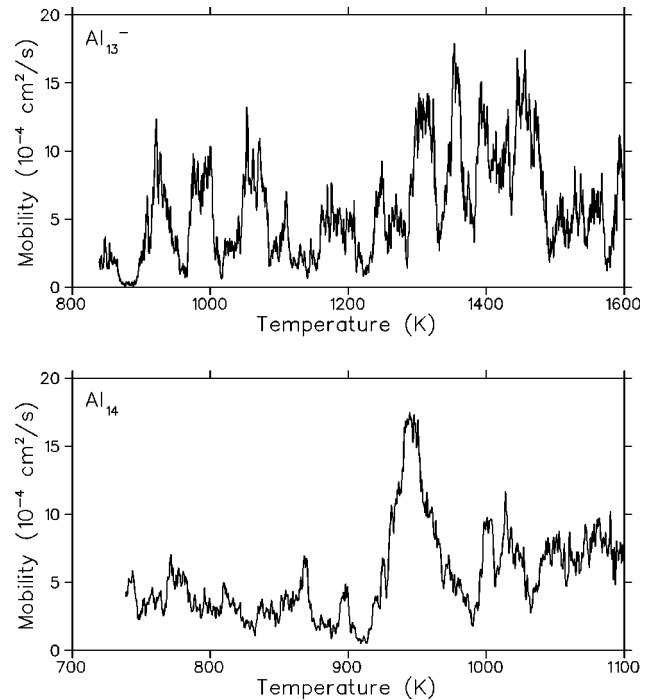 20
Al₁₃⁻
15
10
5
0
Mobility (10⁻⁴ cm²/s)
800 1000 1200 1400 1600
Temperature (K)
20
Al₁₄
15
10
5
0
Mobility (10⁻⁴ cm²/s)
700 800 900 1000 1100
Temperature (K)